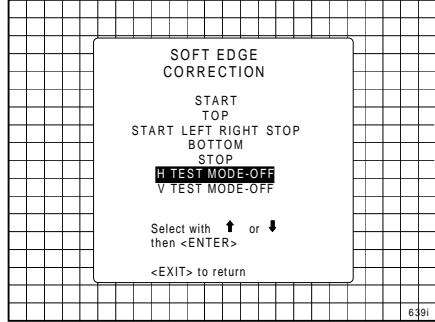 SOFT EDGE
CORRECTION
START
TOP
START LEFT RIGHT STOP
BOTTOM
STOP
H TEST MODE-OFF
V TEST MODE-OFF
Select with ⬆ or ⬇
then <ENTER>
<EXIT> to return
639i